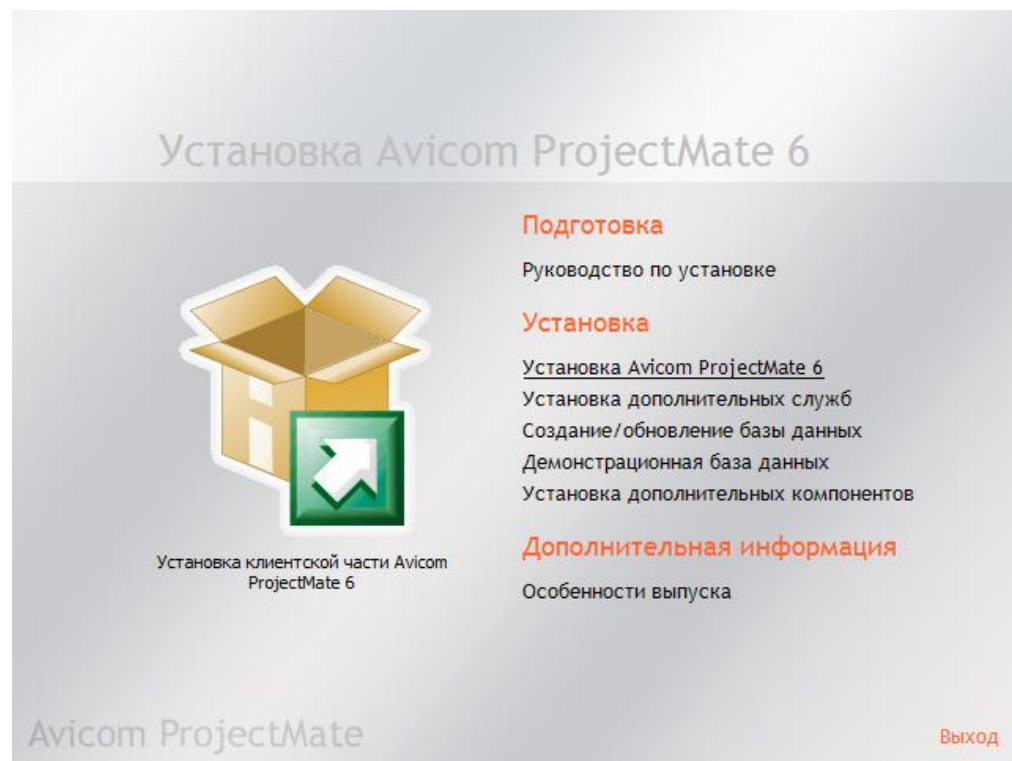 Установка Avicom ProjectMate 6
Подготовка
Руководство по установке
Установка
Установка Avicom ProjectMate 6
Установка дополнительных служб
Создание/обновление базы данных
Демонстрационная база данных
Установка дополнительных компонентов
Установка клиентской части Avicom
ProjectMate 6
Дополнительная информация
Особенности выпуска
Avicom ProjectMate
Выход